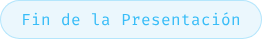 Fin de la Presentación